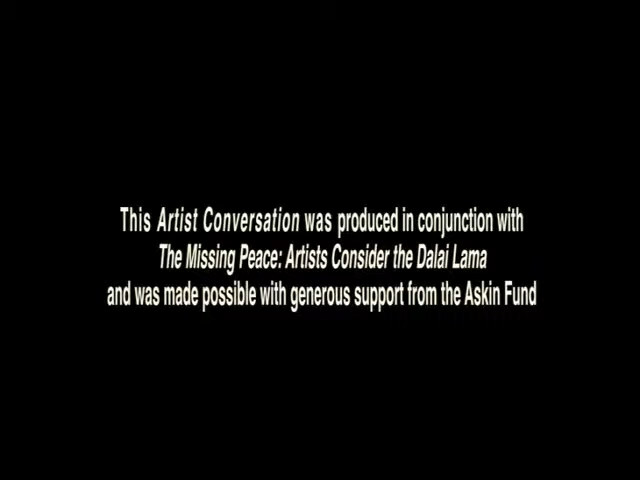 This Artist Conversation was produced in conjunction with
The Missing Peace: Artists Consider the Dalai Lama
and was made possible with generous support from the Askin Fund